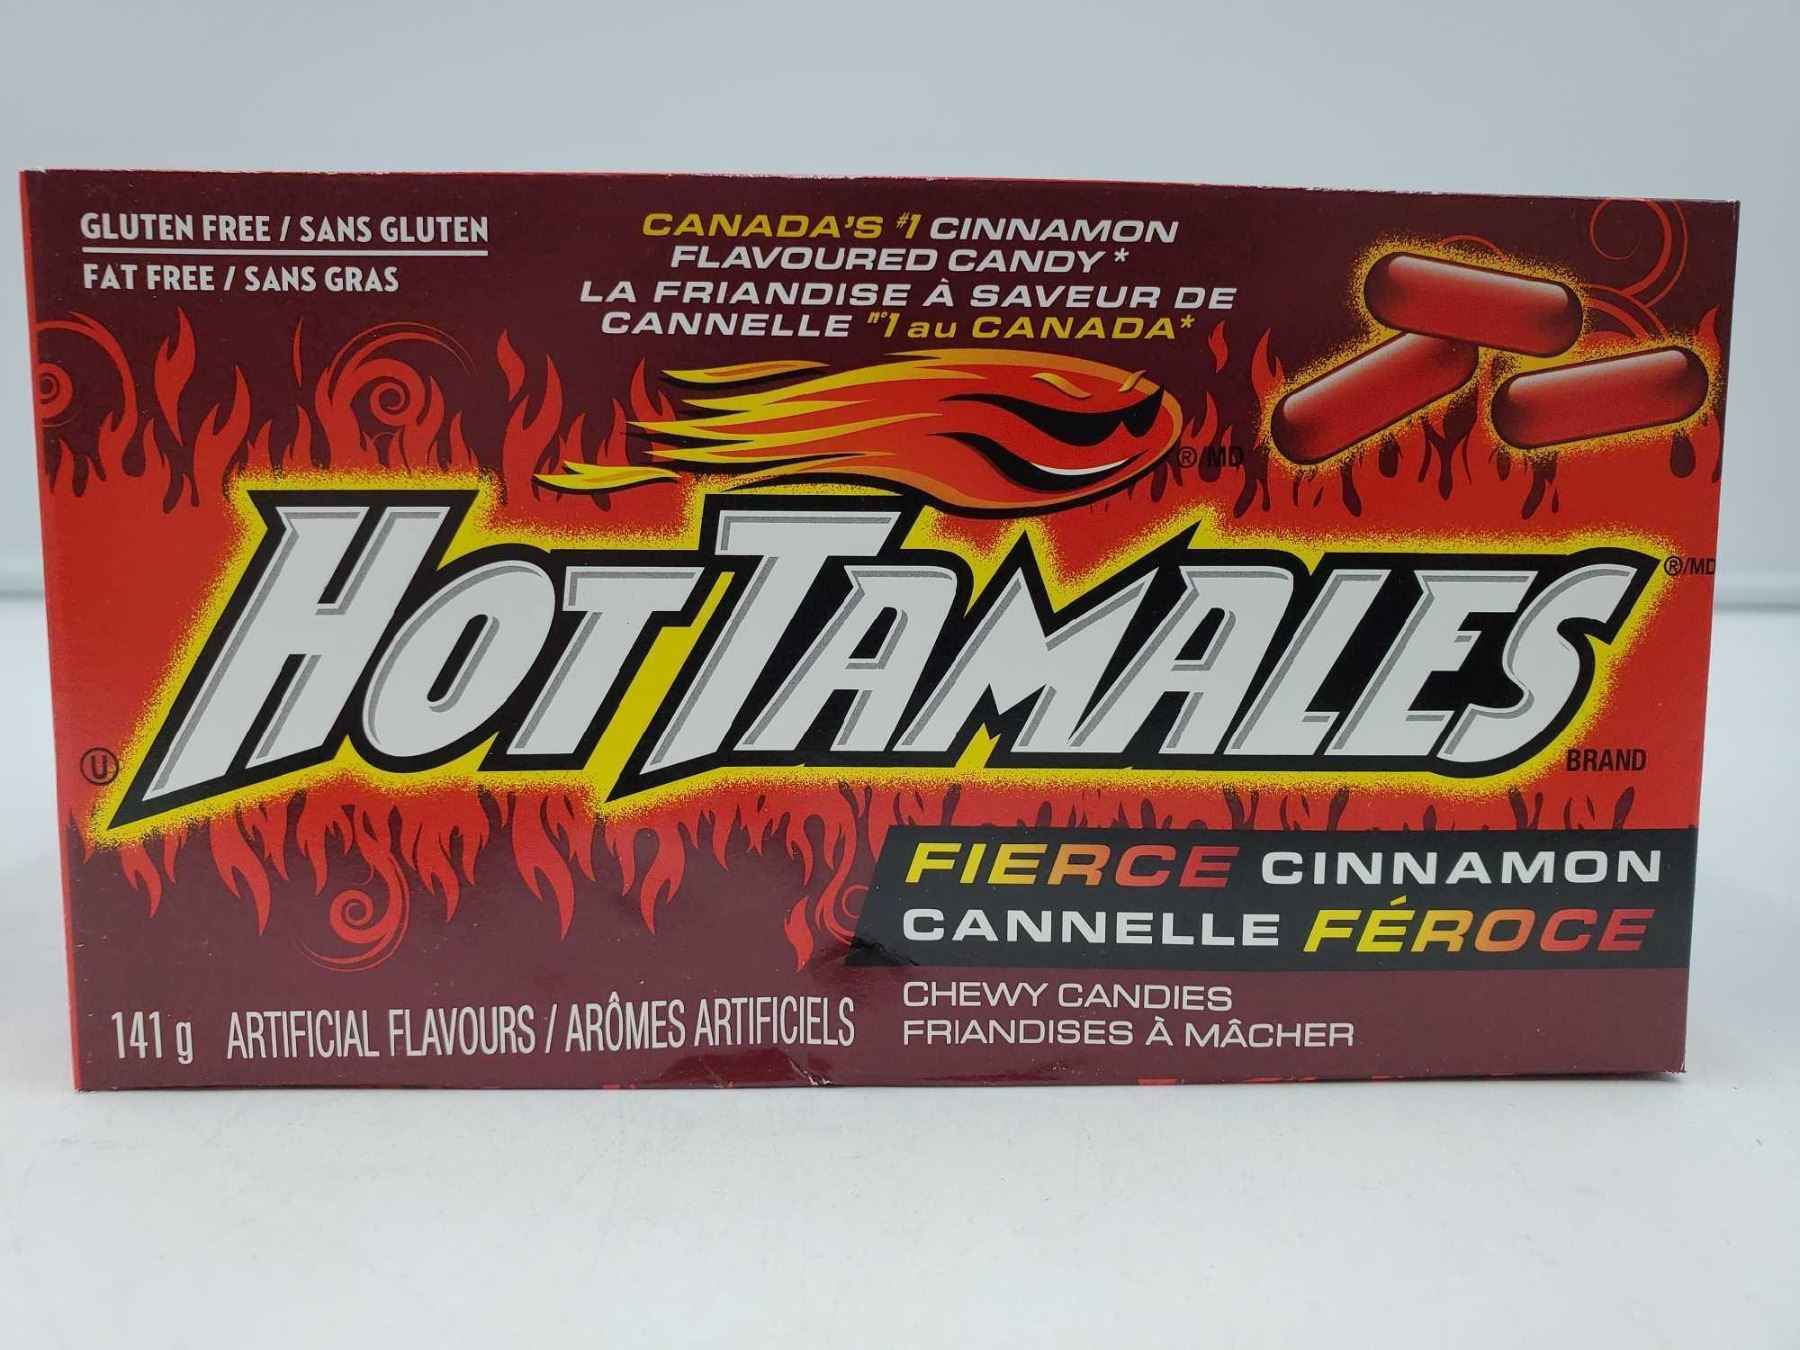 GLUTEN FREE / SANS GLUTEN
FAT FREE / SANS GRAS
CANADA'S #1 CINNAMON
FLAVOURED CANDY *
LA FRIANDISE À SAVEUR DE
CANNELLE n°1 au CANADA*
®/MD
HOT TAMALES
®/MD
U
BRAND
FIERCE CINNAMON
CANNELLE FÉROCE
CHEWY CANDIES
FRIANDISES À MÂCHER
141 g ARTIFICIAL FLAVOURS / ARÔMES ARTIFICIELS